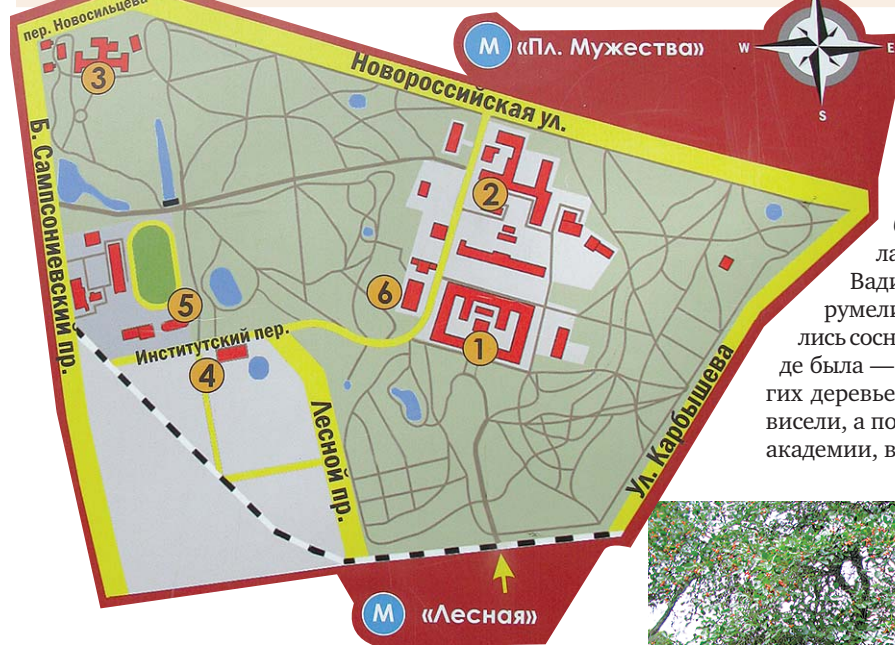 пер. Новосильцева
М «Пл. Мужества»
W
E
S
Новороссийская ул.
Б. Сампсониевский пр.
3
2
6
5
1
4
Институтский пер.
Лесной пр.
Ул. Карбышева
М «Лесная»
ла
Вади
румели
лись сосн
де была —
гих деревье
висели, а по
академии, в